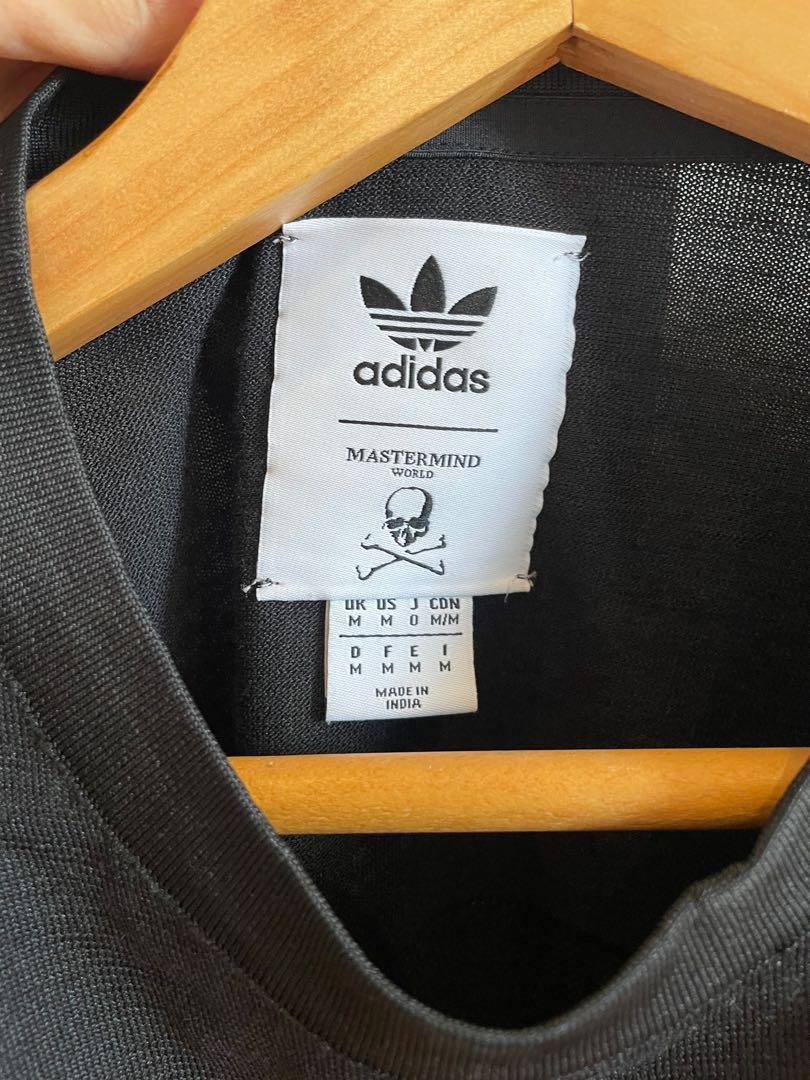 adidas
MASTERMIND
WORLD
UK US J CDN
M M O M/M
D F E I
M M M M
MADE IN
INDIA